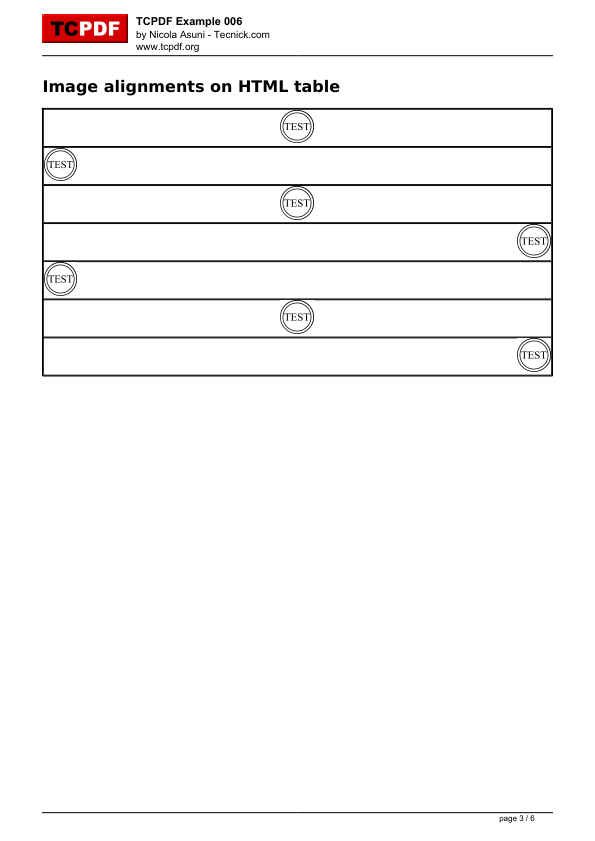 TCPDF
TCPDF Example 006
by Nicola Asuni - Tecnick.com
www.tcpdf.org
Image alignments on HTML table
TEST
TEST
TEST
TEST
TEST
TEST
TEST
page 3 / 6